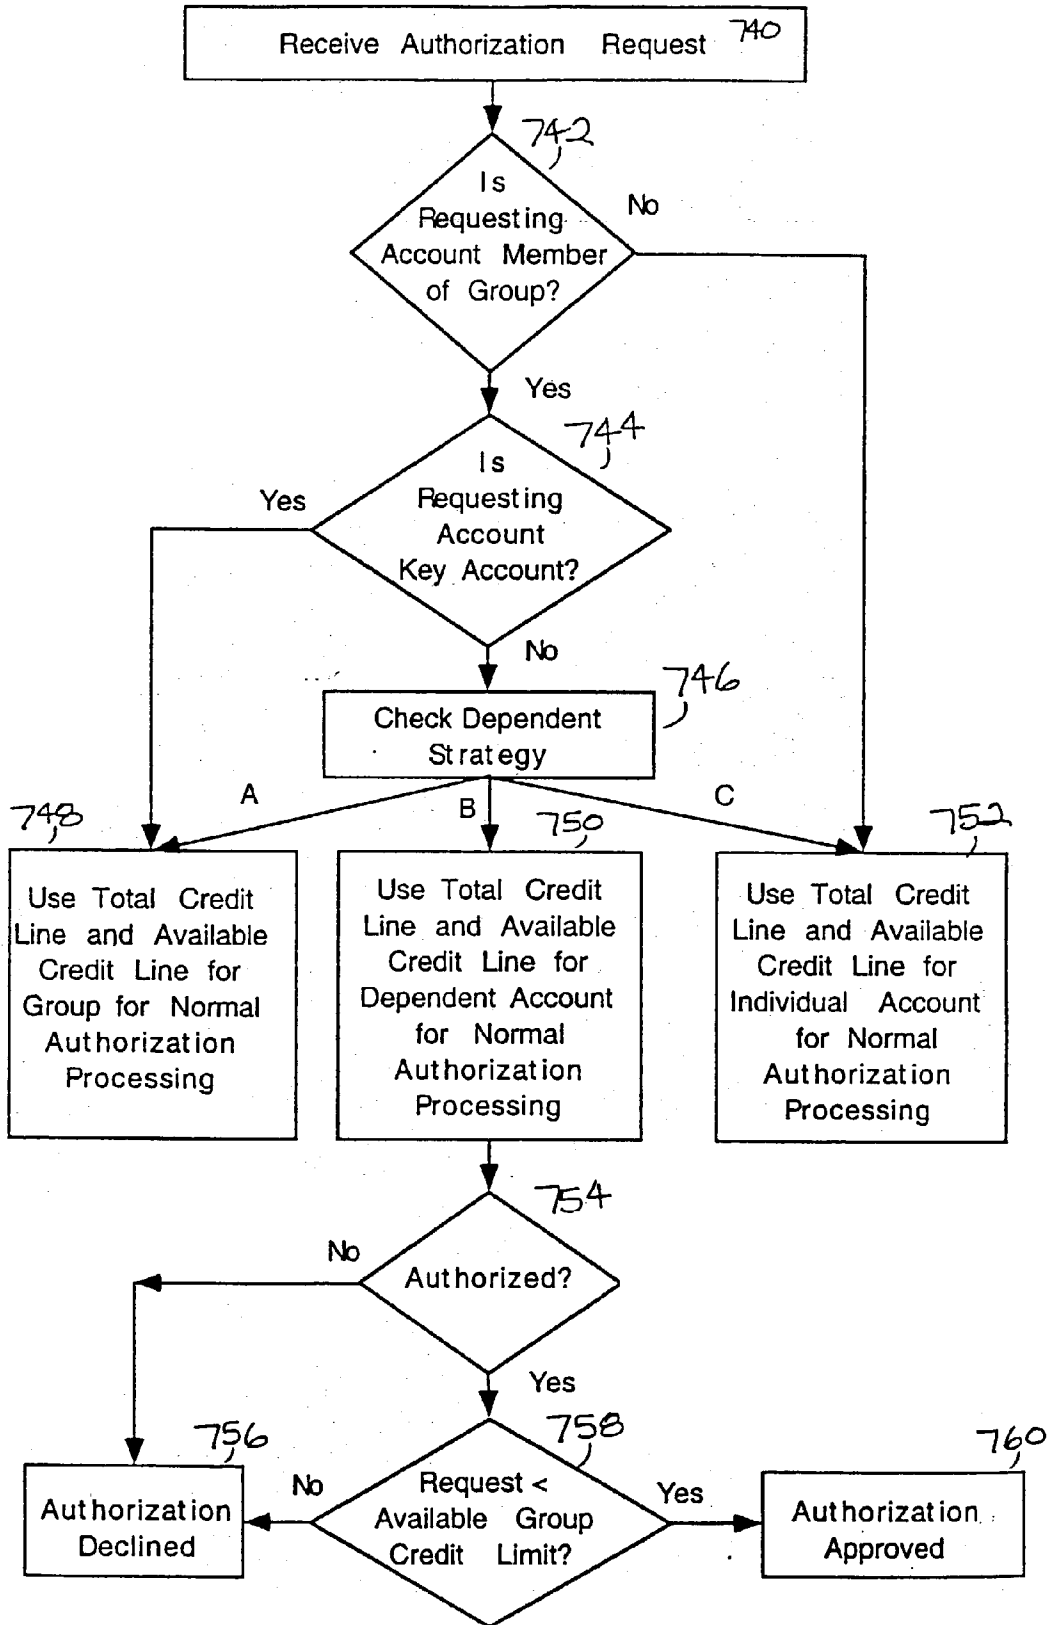 Receive Authorization Request 740
742
Is
Requesting
Account Member
of Group?
No
Yes
744
Is
Requesting
Account
Key Account?
Yes
No
746
Check Dependent
Strategy
A
B
C
748
Use Total Credit
Line and Available
Credit Line for
Group for Normal
Authorization
Processing
750
Use Total Credit
Line and Available
Credit Line for
Dependent Account
for Normal
Authorization
Processing
752
Use Total Credit
Line and Available
Credit Line for
Individual Account
for Normal
Authorization
Processing
754
Authorized?
No
Yes
756
Authorization
Declined
758
Request <
Available Group
Credit Limit?
No
Yes
760
Authorization
Approved